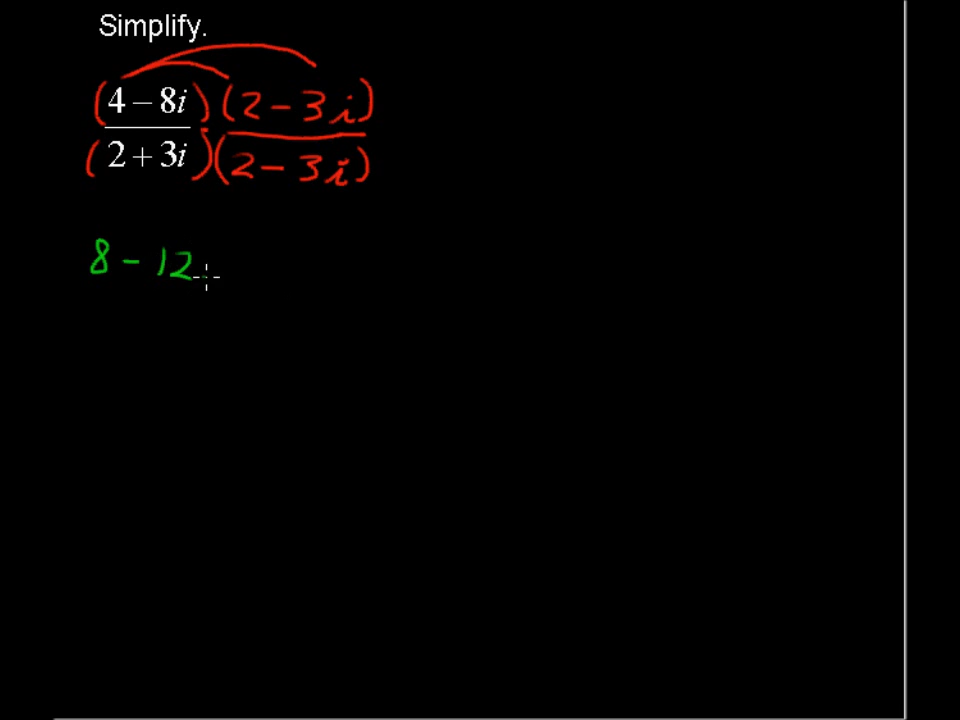 Simplify.
(4 − 8i) (2 − 3i)
(2 + 3i) (2 − 3i)
8 − 12